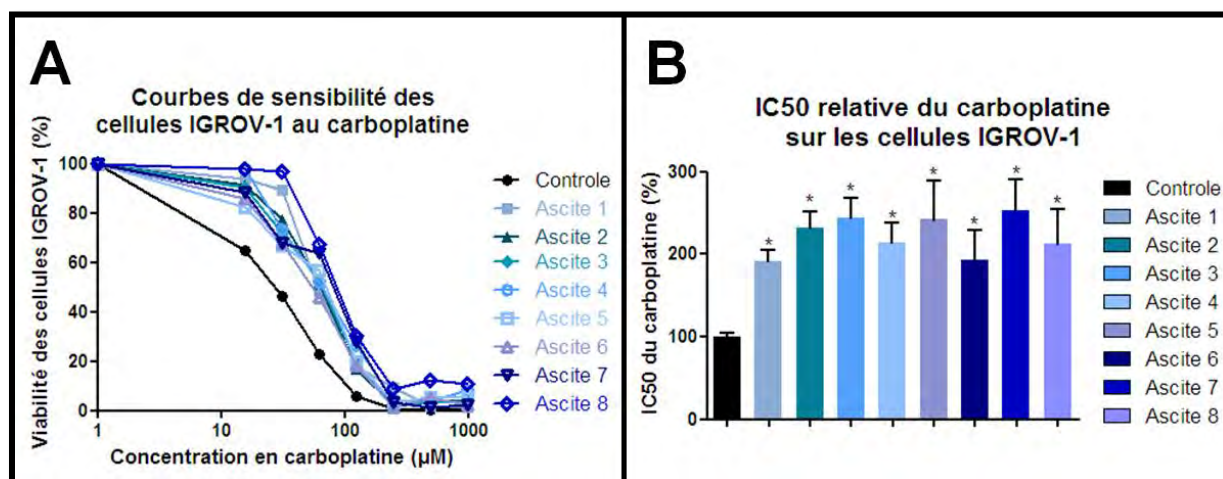 A
Courbes de sensibilité des
cellules IGROV-1 au carboplatine
Viabilité des cellules IGROV-1 (%)
100
80
60
40
20
0
1
10
100
1000
Concentration en carboplatine (µM)
Controle
Ascite 1
Ascite 2
Ascite 3
Ascite 4
Ascite 5
Ascite 6
Ascite 7
Ascite 8
B
IC50 relative du carboplatine
sur les cellules IGROV-1
IC50 du carboplatine (%)
300
200
100
0
* * * * * * * *
Controle
Ascite 1
Ascite 2
Ascite 3
Ascite 4
Ascite 5
Ascite 6
Ascite 7
Ascite 8